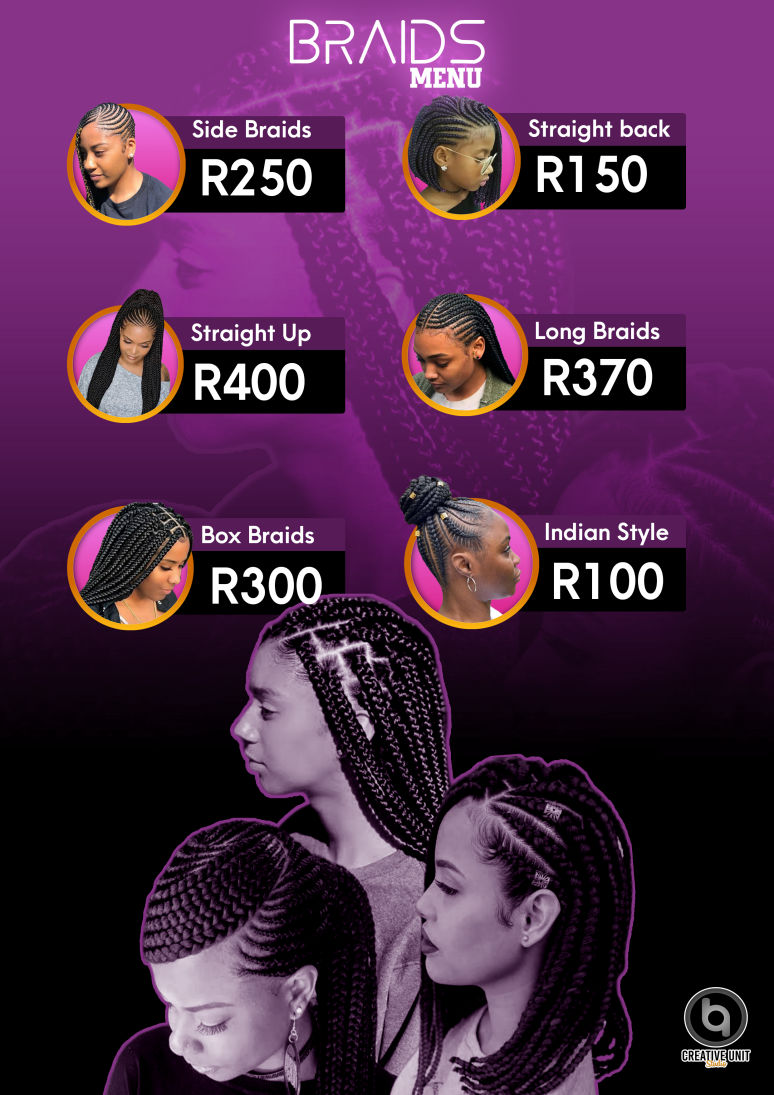 BRAIDS
MENU
Side Braids
R250
Straight back
R150
Straight Up
R400
Long Braids
R370
Box Braids
R300
Indian Style
R100
CREATIVE UNIT
Studio